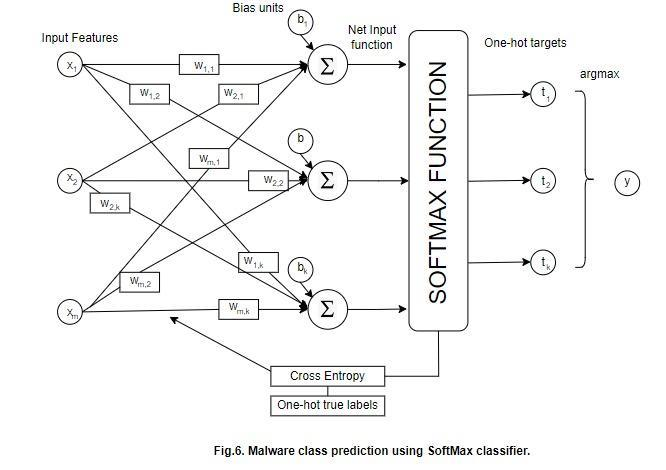 Bias units
b1
Input Features
Net Input
function
One-hot targets
argmax
x1
W1,1
Σ
W1,2
W2,1
t1
b
Wm,1
SOFTMAX FUNCTION
x2
W2,2
Σ
t2
y
W2,k
W1,k
bk
tk
Wm,2
xm
Wm,k
Σ
Cross Entropy
One-hot true labels
Fig.6. Malware class prediction using SoftMax classifier.